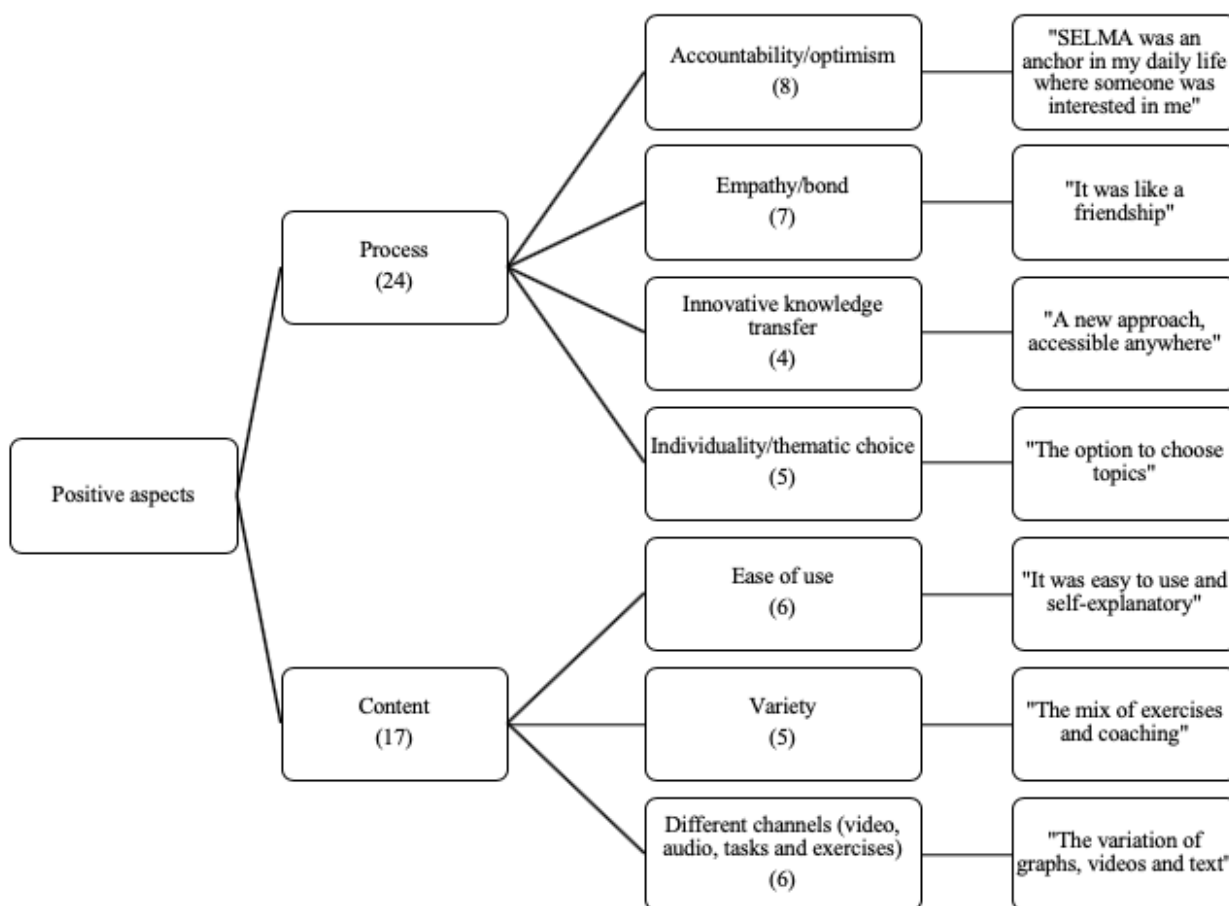 Accountability/optimism
(8)
"SELMA was an
anchor in my daily life
where someone was
interested in me"
Empathy/bond
(7)
"It was like a
friendship"
Process
(24)
Innovative knowledge
transfer
(4)
"A new approach,
accessible anywhere"
Individuality/thematic choice
(5)
"The option to choose
topics"
Positive aspects
Ease of use
(6)
"It was easy to use and
self-explanatory"
Content
(17)
Variety
(5)
"The mix of exercises
and coaching"
Different channels (video,
audio, tasks and exercises)
(6)
"The variation of
graphs, videos and text"